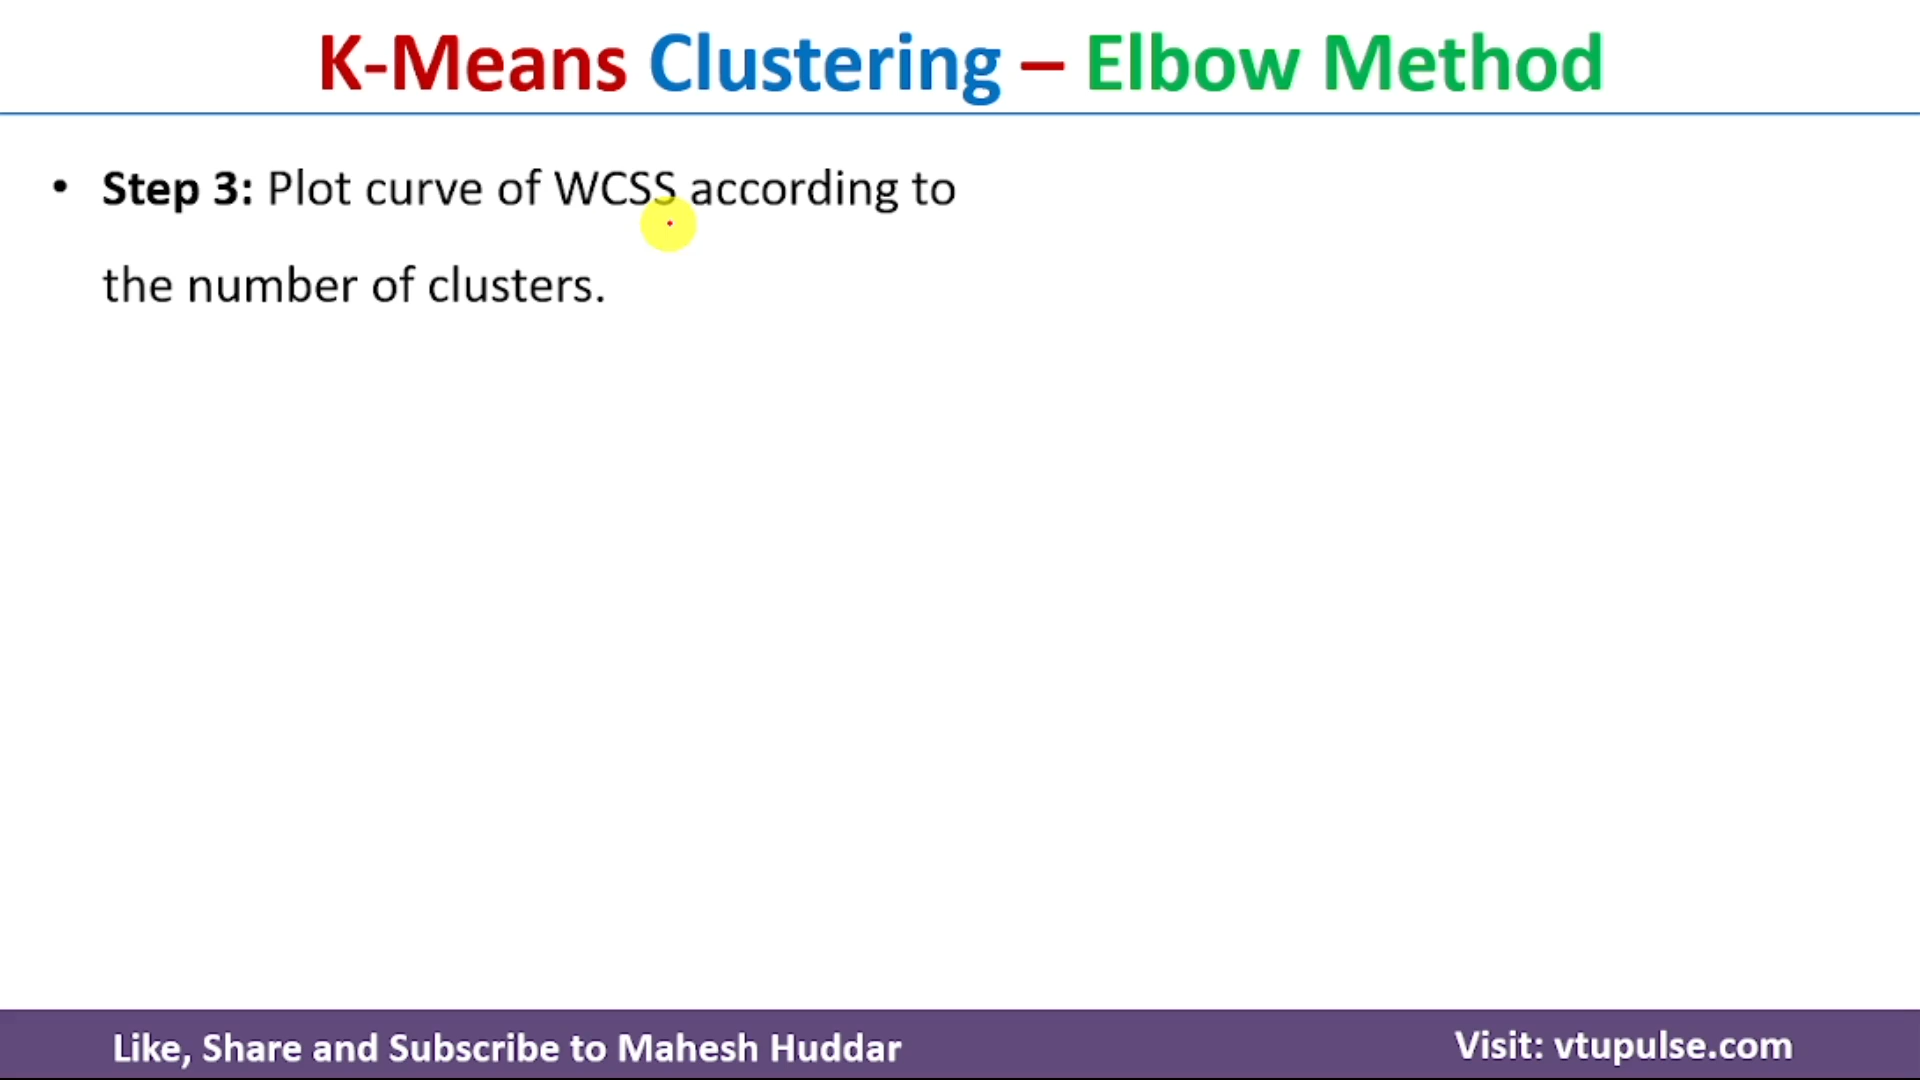 K-Means Clustering – Elbow Method
• Step 3: Plot curve of WCSS according to
the number of clusters.
Like, Share and Subscribe to Mahesh Huddar
Visit: vtupulse.com